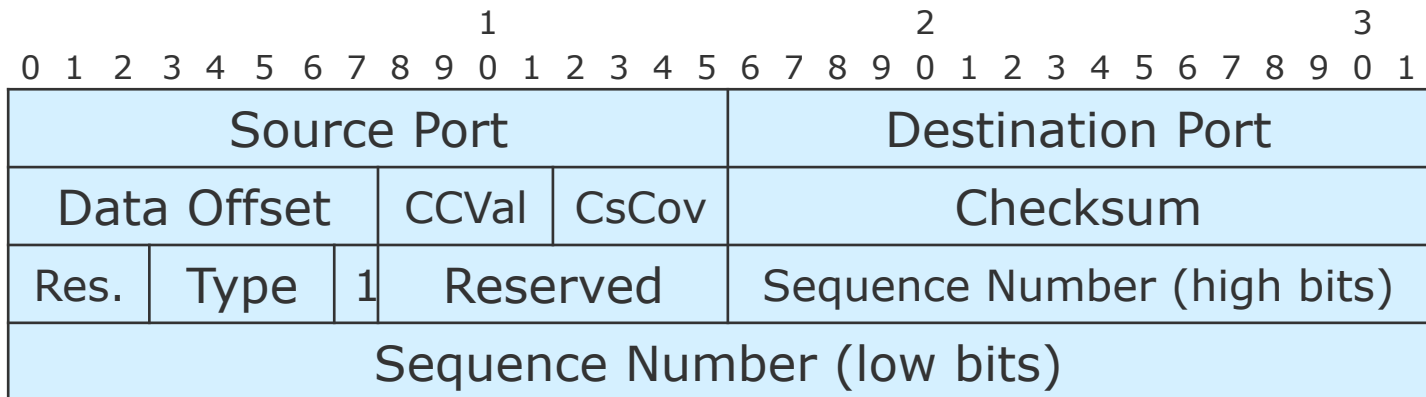 1 2 3
0 1 2 3 4 5 6 7 8 9 0 1 2 3 4 5 6 7 8 9 0 1 2 3 4 5 6 7 8 9 0 1
Source Port Destination Port
Data Offset CCVal CsCov Checksum
Res. Type 1 Reserved Sequence Number (high bits)
Sequence Number (low bits)